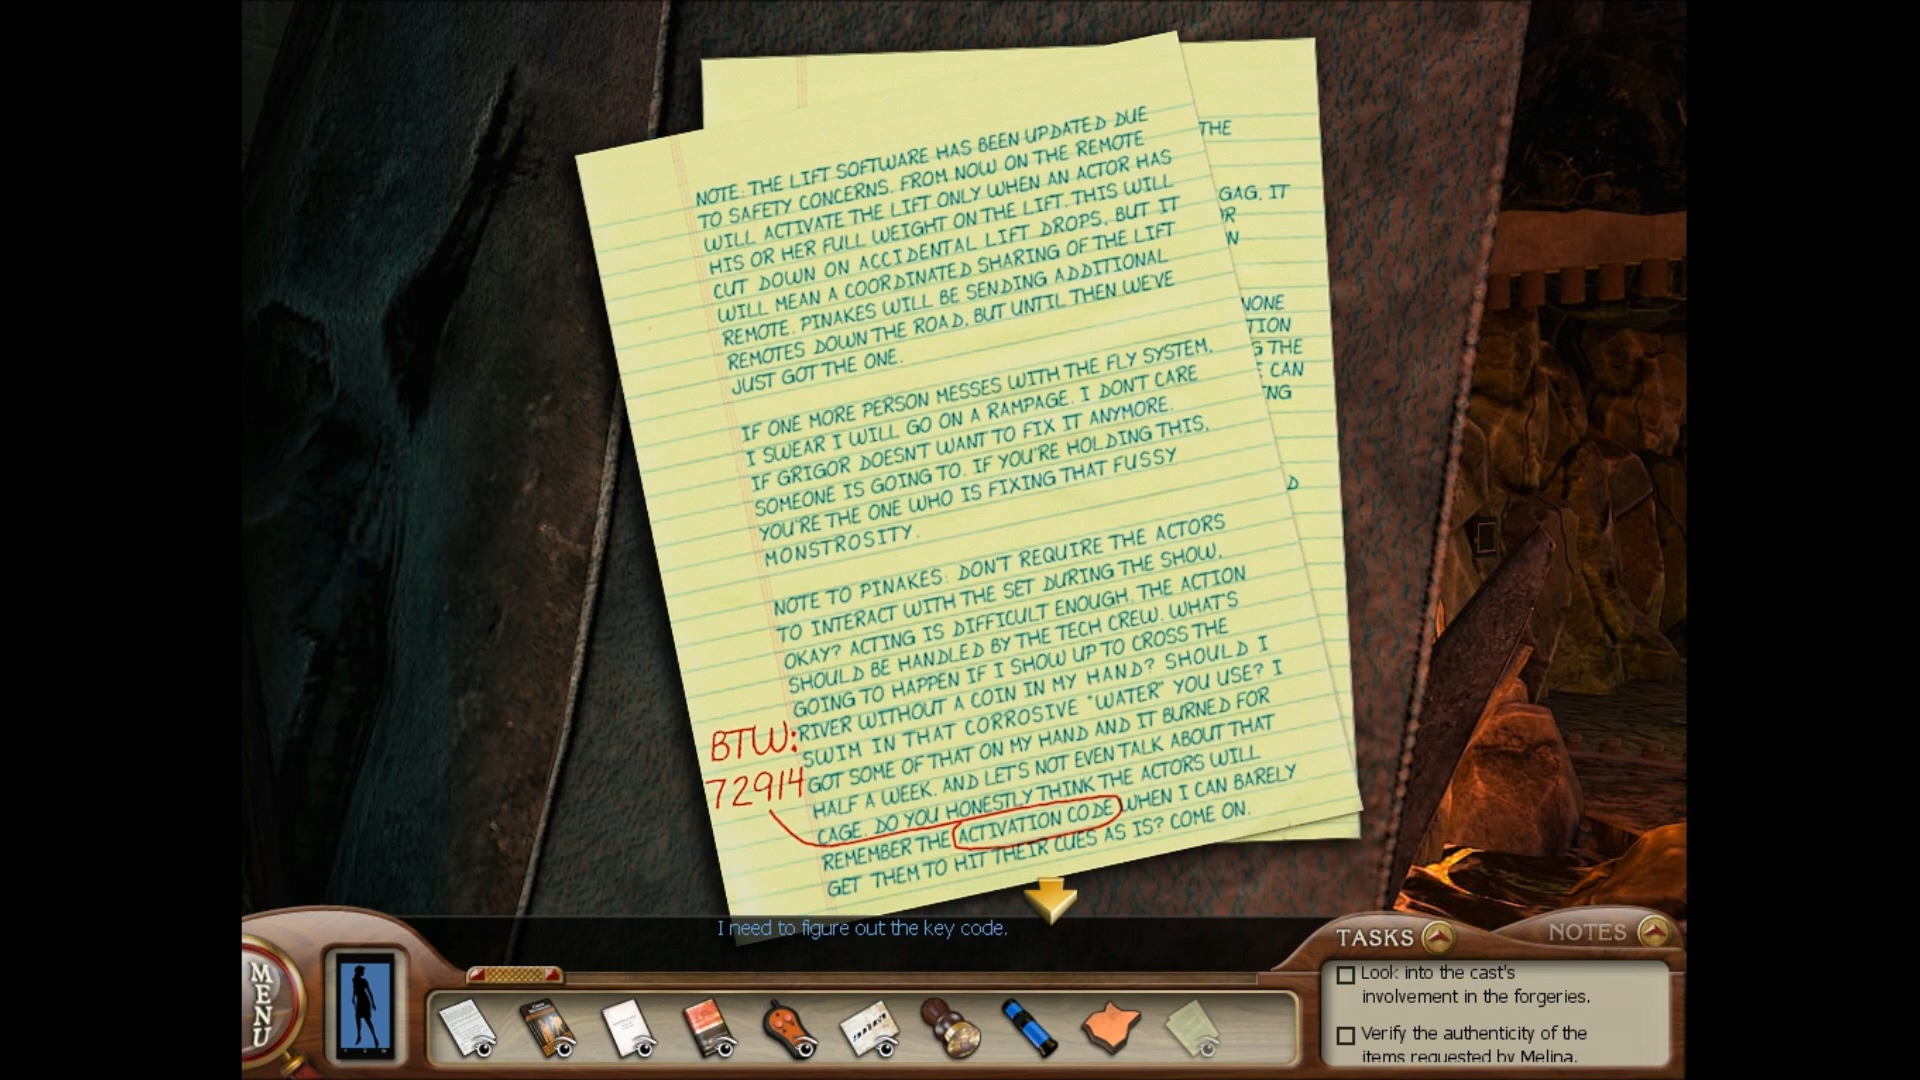 NOTE: THE LIFT SOFTWARE HAS BEEN UPDATED DUE
TO SAFETY CONCERNS. FROM NOW ON THE REMOTE
WILL ACTIVATE THE LIFT ONLY WHEN AN ACTOR HAS
HIS OR HER FULL WEIGHT ON THE LIFT. THIS WILL
CUT DOWN ON ACCIDENTAL LIFT DROPS, BUT IT
WILL MEAN A COORDINATED SHARING OF THE LIFT
REMOTE. PINAKES WILL BE SENDING ADDITIONAL
REMOTES DOWN THE ROAD, BUT UNTIL THEN WE'VE
JUST GOT THE ONE.
IF ONE MORE PERSON MESSES WITH THE FLY SYSTEM,
I SWEAR I WILL GO ON A RAMPAGE. I DON'T CARE
IF GRIGOR DOESN'T WANT TO FIX IT ANYMORE.
SOMEONE IS GOING TO. IF YOU'RE HOLDING THIS,
YOU'RE THE ONE WHO IS FIXING THAT FUSSY
MONSTROSITY.
NOTE TO PINAKES: DON'T REQUIRE THE ACTORS
TO INTERACT WITH THE SET DURING THE SHOW,
OKAY? ACTING IS DIFFICULT ENOUGH. THE ACTION
SHOULD BE HANDLED BY THE TECH CREW. WHAT'S
GOING TO HAPPEN IF I SHOW UP TO CROSS THE
RIVER WITHOUT A COIN IN MY HAND? SHOULD I
SWIM IN THAT CORROSIVE "WATER" YOU USE? I
GOT SOME OF THAT ON MY HAND AND IT BURNED FOR
HALF A WEEK. AND LET'S NOT EVEN TALK ABOUT THAT
CAGE. DO YOU HONESTLY THINK THE ACTORS WILL
REMEMBER THE ACTIVATION CODE WHEN I CAN BARELY
GET THEM TO HIT THEIR CUES AS IS? COME ON.
BTW:
72914
THE
GAG. IT
OR
N
NONE
TION
G THE
E CAN
ING
D
I need to figure out the key code.
MENU
TASKS
NOTES
Look into the cast's
involvement in the forgeries.
Verify the authenticity of the
items requested by Melina.